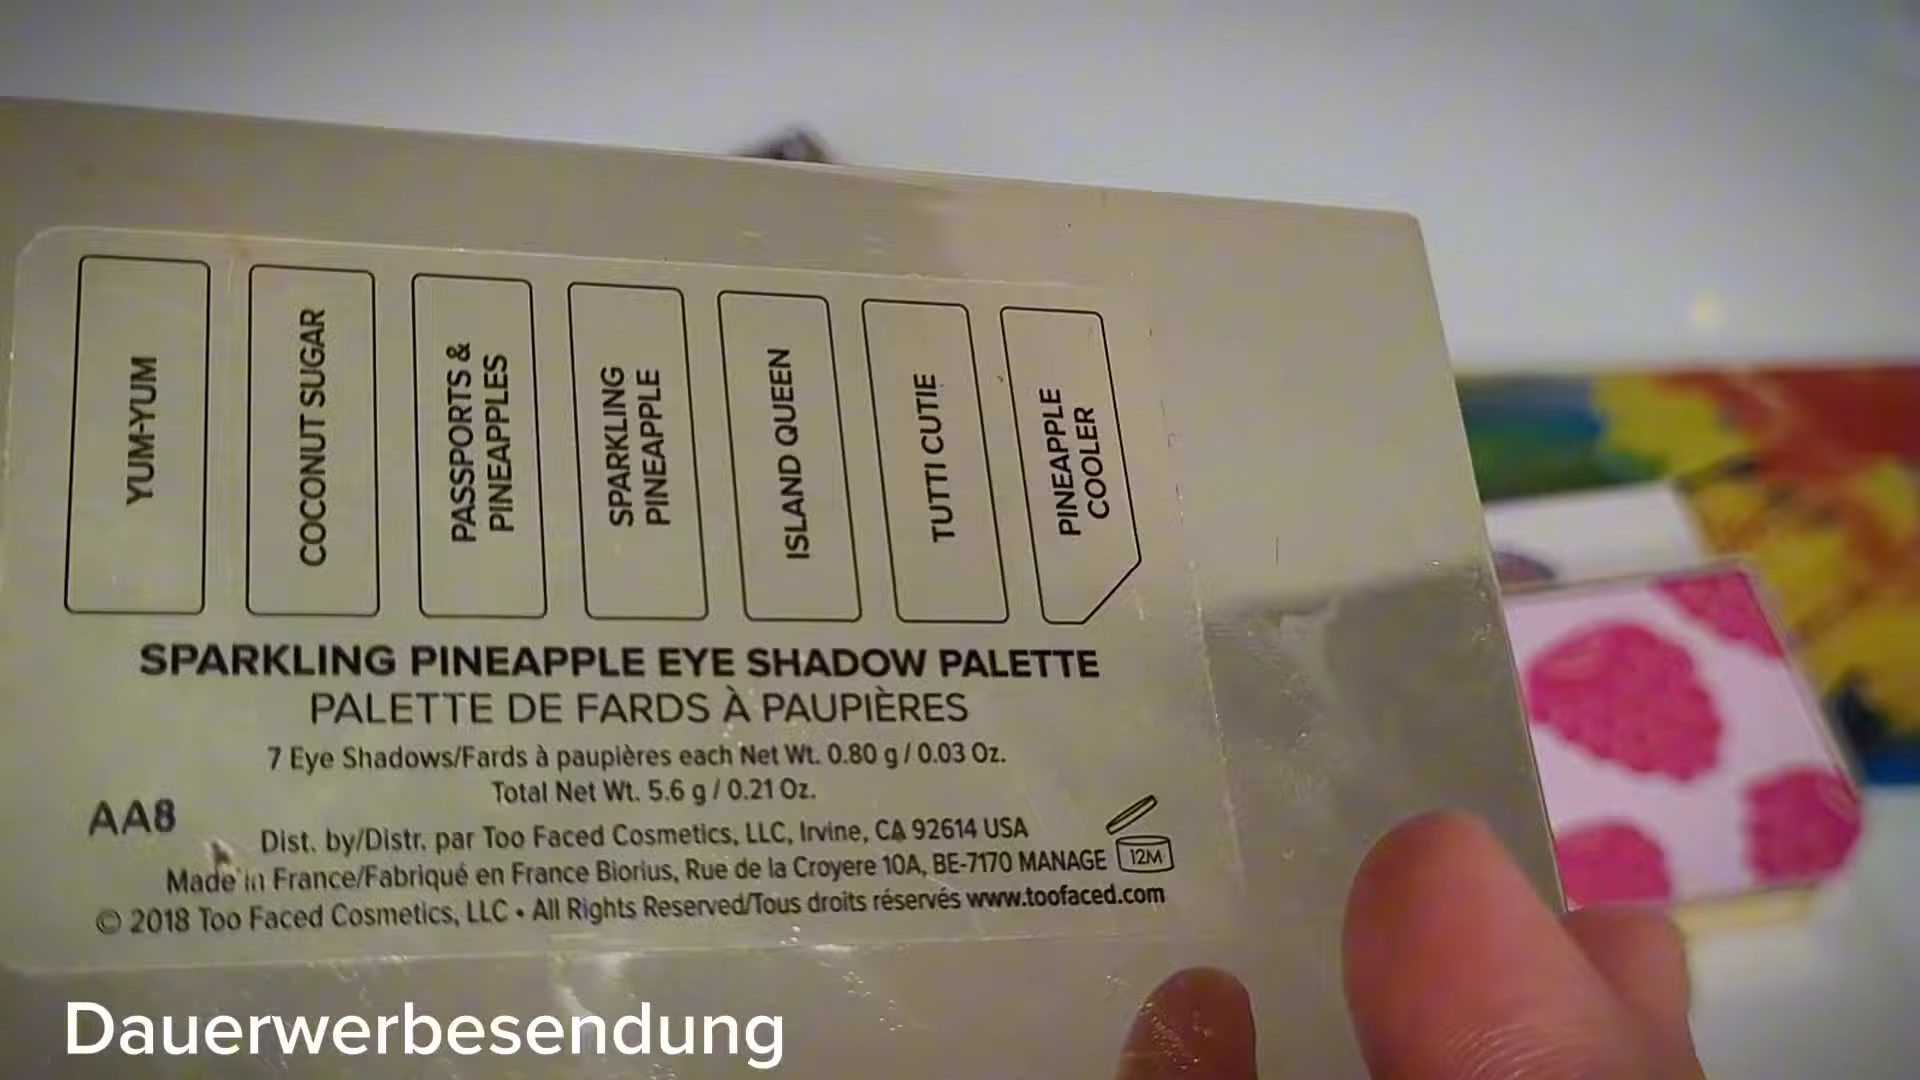 YUM-YUM
COCONUT SUGAR
PASSPORTS &
PINEAPPLES
SPARKLING
PINEAPPLE
ISLAND QUEEN
TUTTI CUTIE
PINEAPPLE
COOLER
SPARKLING PINEAPPLE EYE SHADOW PALETTE
PALETTE DE FARDS À PAUPIÈRES
7 Eye Shadows/Fards à paupières each Net Wt. 0.80 g / 0.03 Oz.
Total Net Wt. 5.6 g / 0.21 Oz.
AA8
Dist. by/Distr. par Too Faced Cosmetics, LLC, Irvine, CA 92614 USA
Made in France/Fabriqué en France Biorius, Rue de la Croyere 10A, BE-7170 MANAGE
12M
© 2018 Too Faced Cosmetics, LLC • All Rights Reserved/Tous droits réservés www.toofaced.com
Dauerwerbesendung